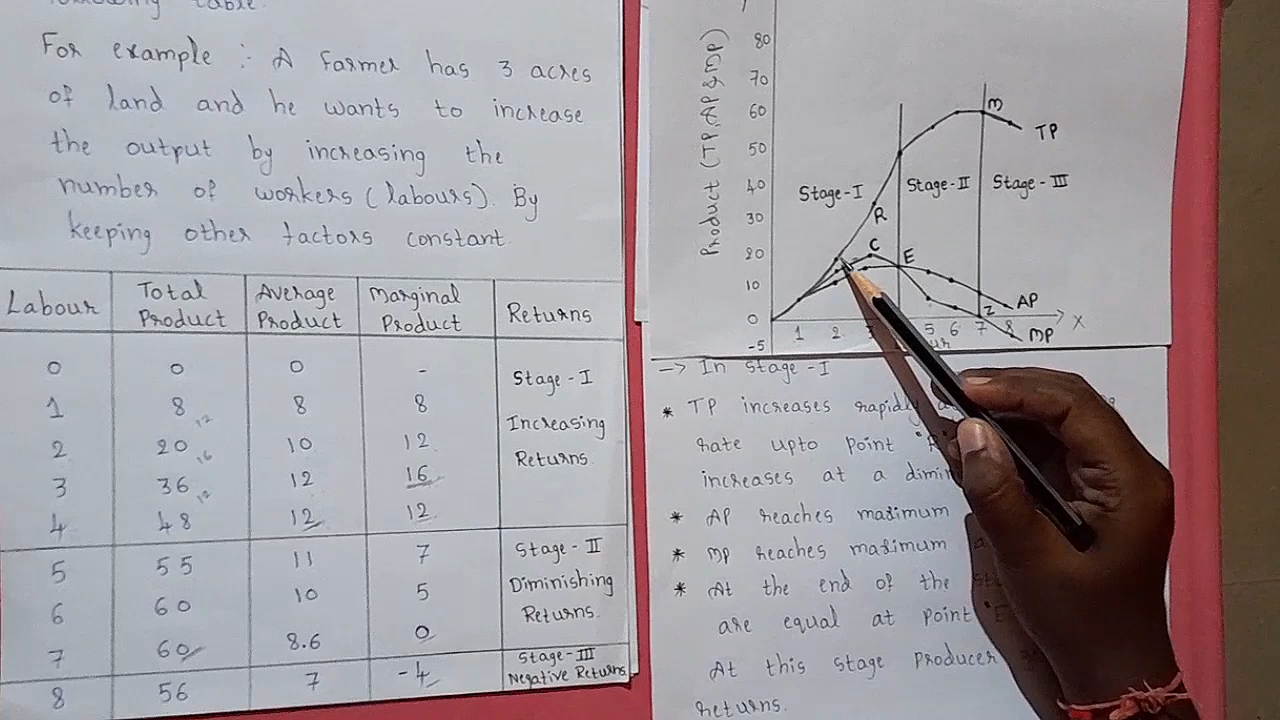 following table.
For example :- A farmer has 3 acres
of land and he wants to increase
the output by increasing the
number of workers (labours). By
keeping other factors constant.
Labour Total Product Average Product Marginal Product Returns
0 0 0 -
1 8 8 8
12
2 20 10 12
16
3 36 12 16
12
4 48 12 12
Stage-I
Increasing
Returns.
5 55 11 7
6 60 10 5
7 60 8.6 0
Stage-II
Diminishing
Returns.
8 56 7 -4
Stage-III
Negative Returns
Product (TP, AP & MP)
80
70
60
50
40
30
20
10
0
-5
1 2 3 5 6 7 8
X
Stage-I
Stage-II
Stage-III
R
C
E
M
Z
TP
AP
MP
-> In stage-I
* TP increases rapidly
rate upto point "R"
increases at a
* AP reaches maximum
* MP reaches maximum
* At the end of the
are equal at point "E"
At this stage producer
returns.